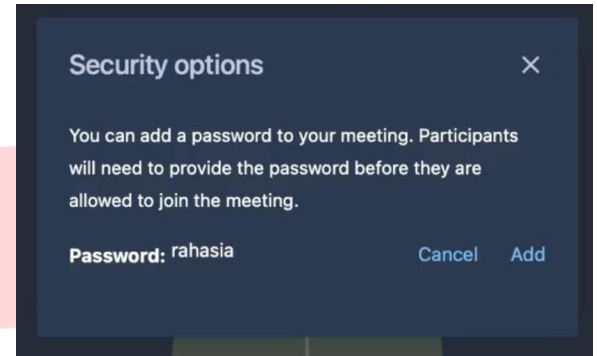 Security options
You can add a password to your meeting. Participants
will need to provide the password before they are
allowed to join the meeting.
Password: rahasia Cancel Add